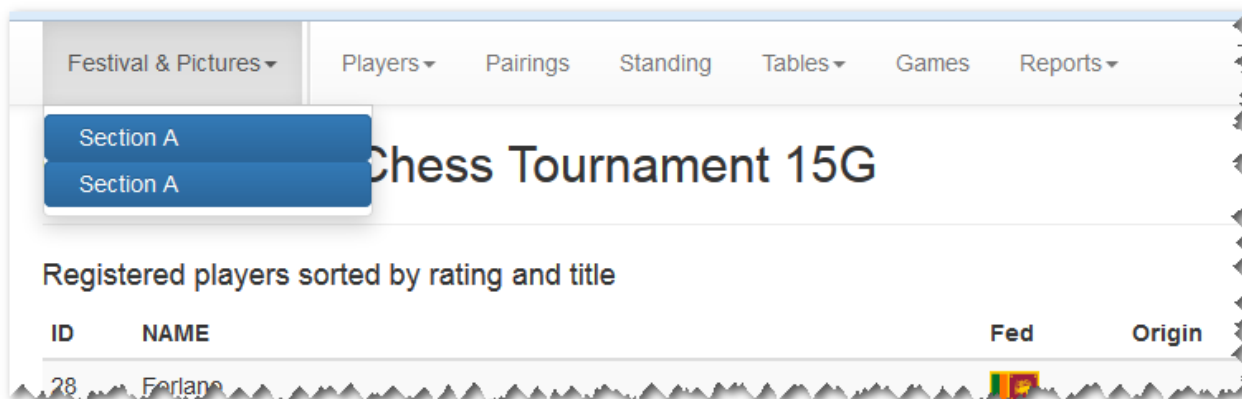 Festival & Pictures Players Pairings Standing Tables Games Reports
Section A
Section A
Chess Tournament 15G
Registered players sorted by rating and title
ID NAME Fed Origin
28 Forlano